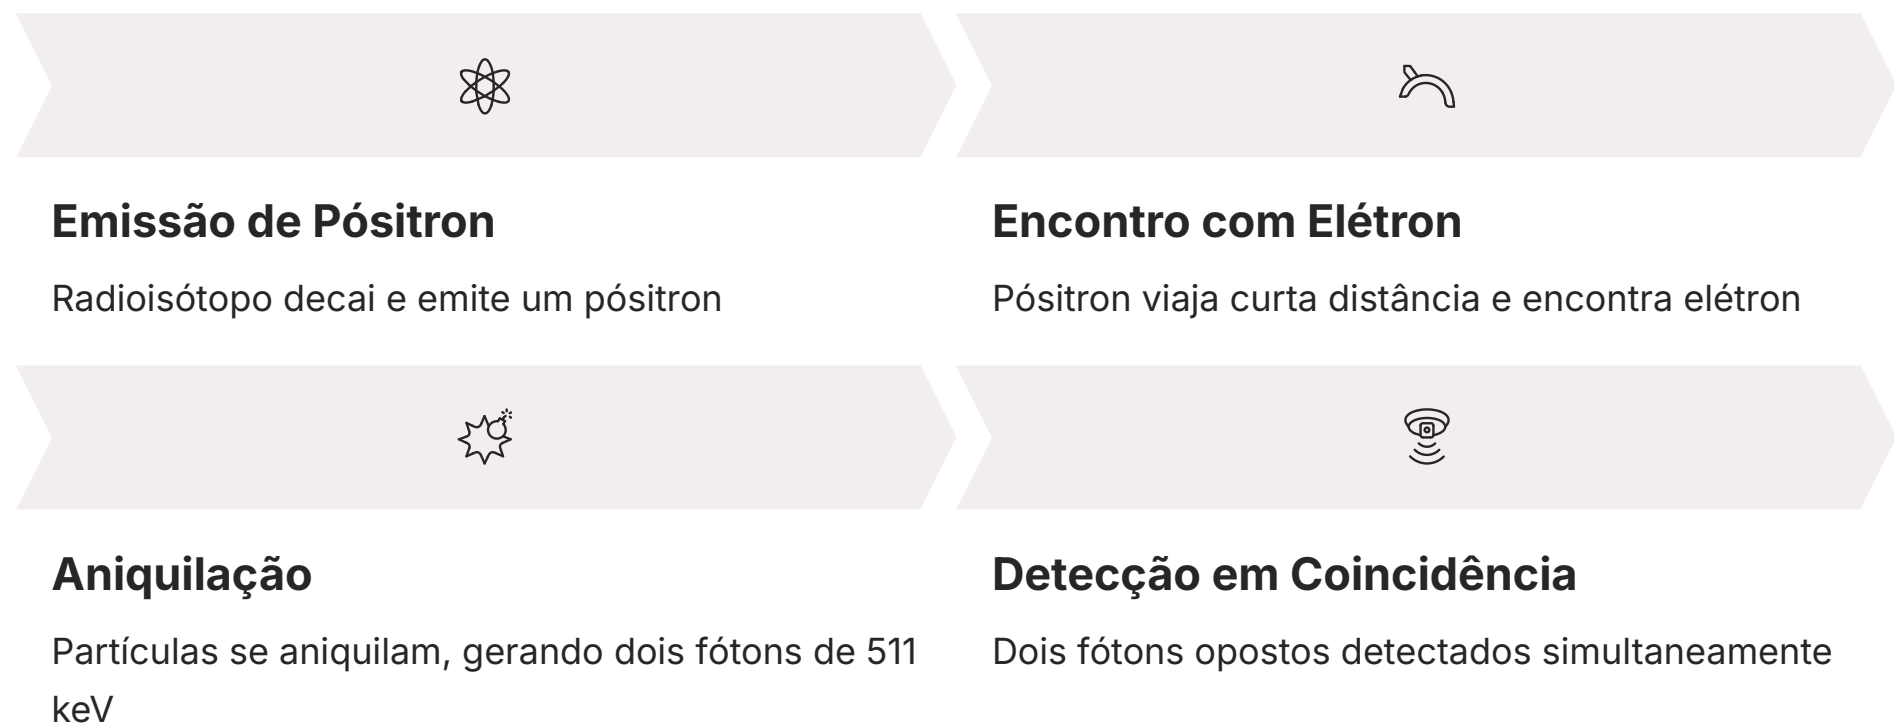 Emissão de Pósitron
Radioisótopo decai e emite um pósitron
Encontro com Elétron
Pósitron viaja curta distância e encontra elétron
Aniquilação
Partículas se aniquilam, gerando dois fótons de 511
keV
Detecção em Coincidência
Dois fótons opostos detectados simultaneamente